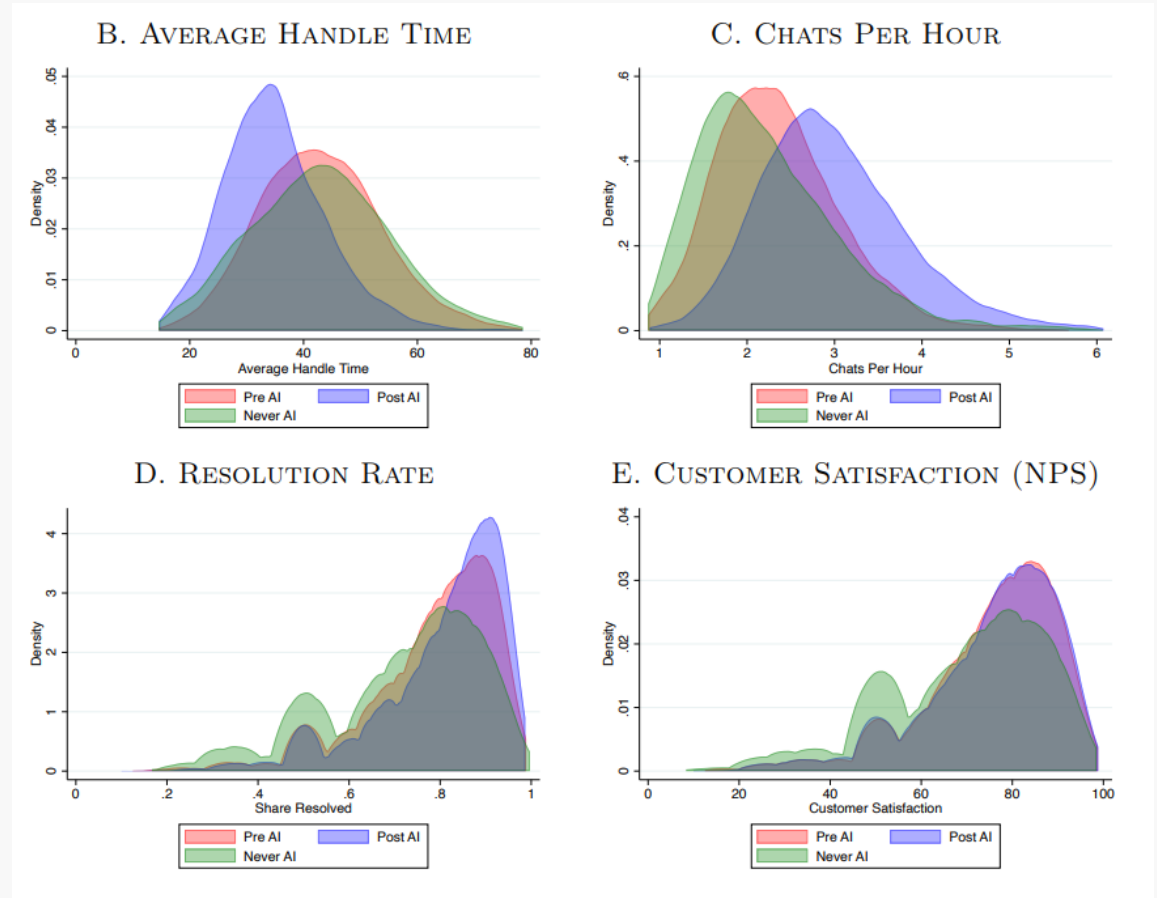 B. Average Handle Time
Density
.05
.04
.03
.02
.01
0
0 20 40 60 80
Average Handle Time
Pre AI Post AI
Never AI
C. Chats Per Hour
Density
.6
.4
.2
0
1 2 3 4 5 6
Chats Per Hour
Pre AI Post AI
Never AI
D. Resolution Rate
Density
4
3
2
1
0
0 .2 .4 .6 .8 1
Share Resolved
Pre AI Post AI
Never AI
E. Customer Satisfaction (NPS)
Density
.04
.03
.02
.01
0
0 20 40 60 80 100
Customer Satisfaction
Pre AI Post AI
Never AI